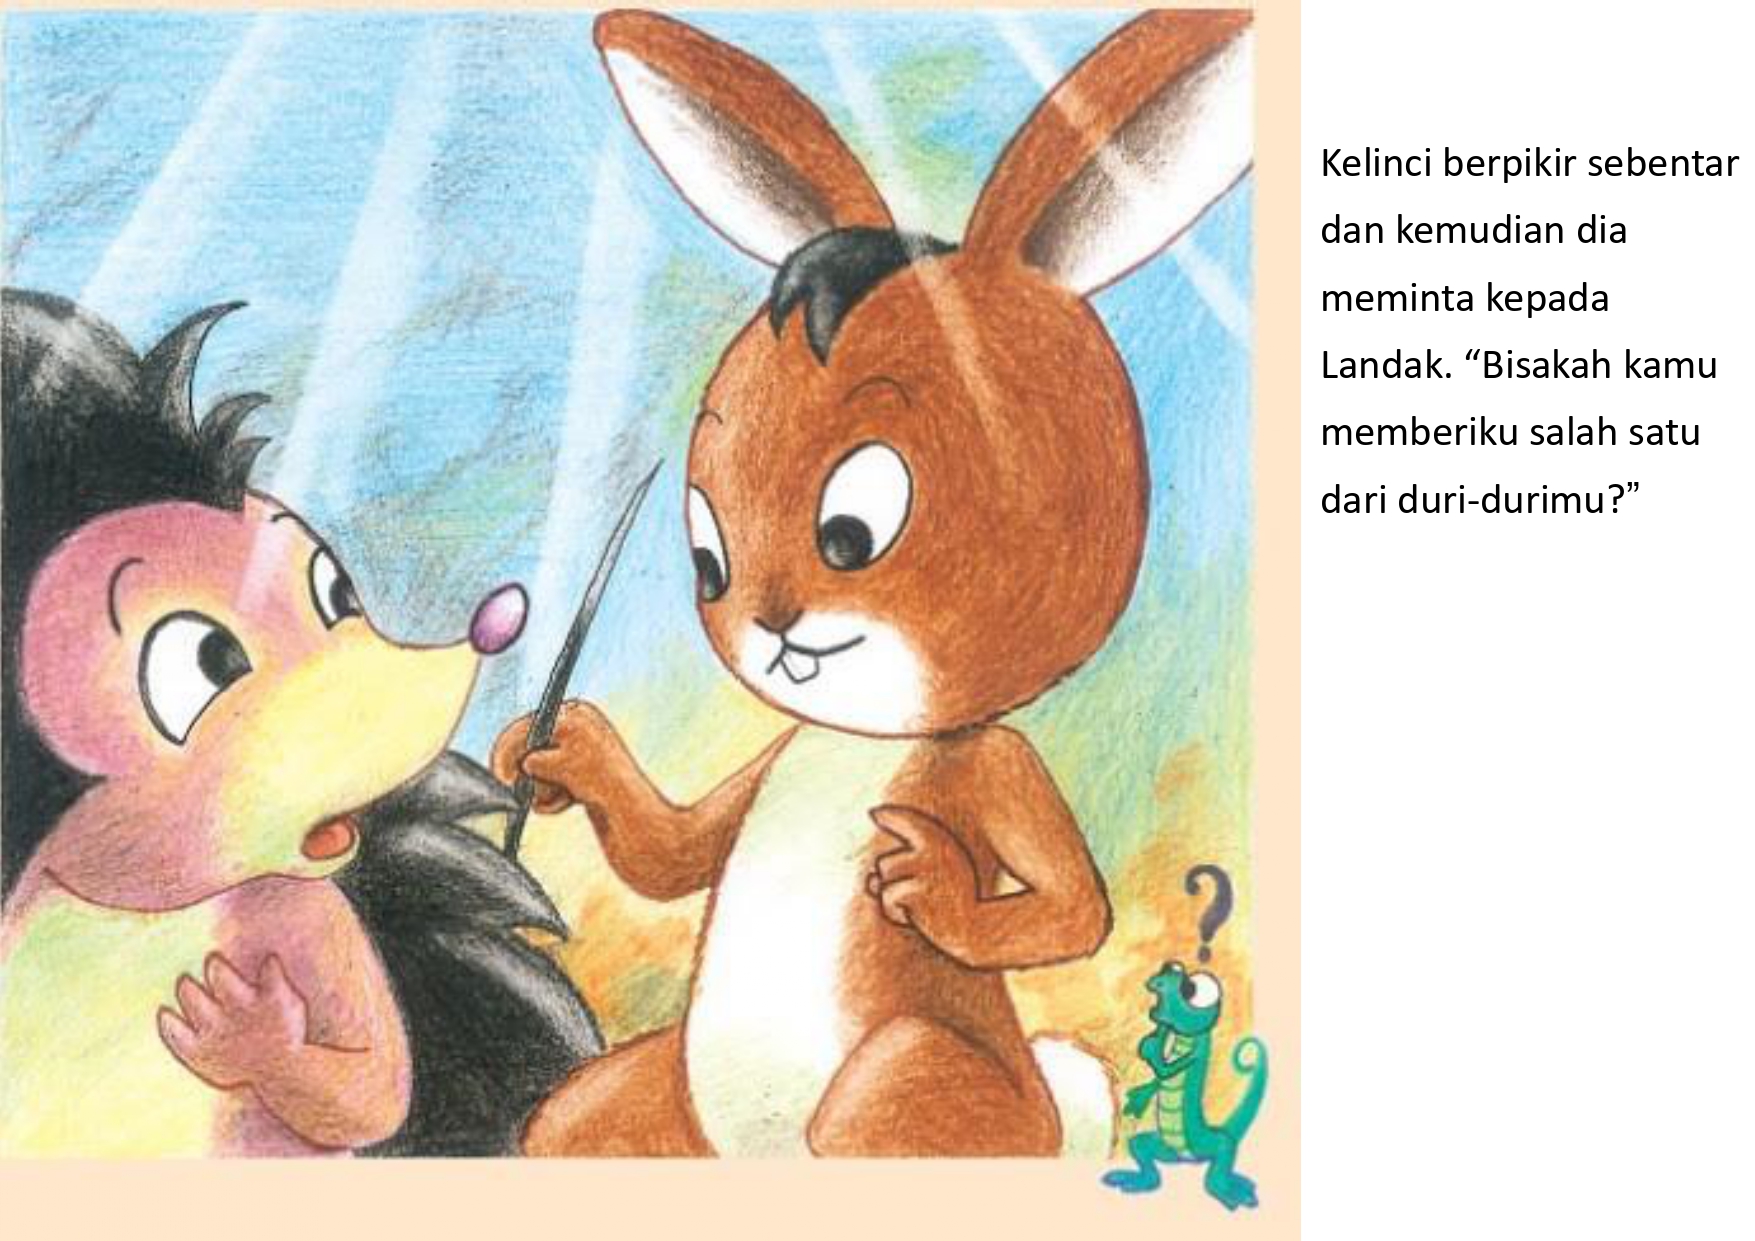 Kelinci berpikir sebentar
dan kemudian dia
meminta kepada
Landak. “Bisakah kamu
memberiku salah satu
dari duri-durimu?”
?